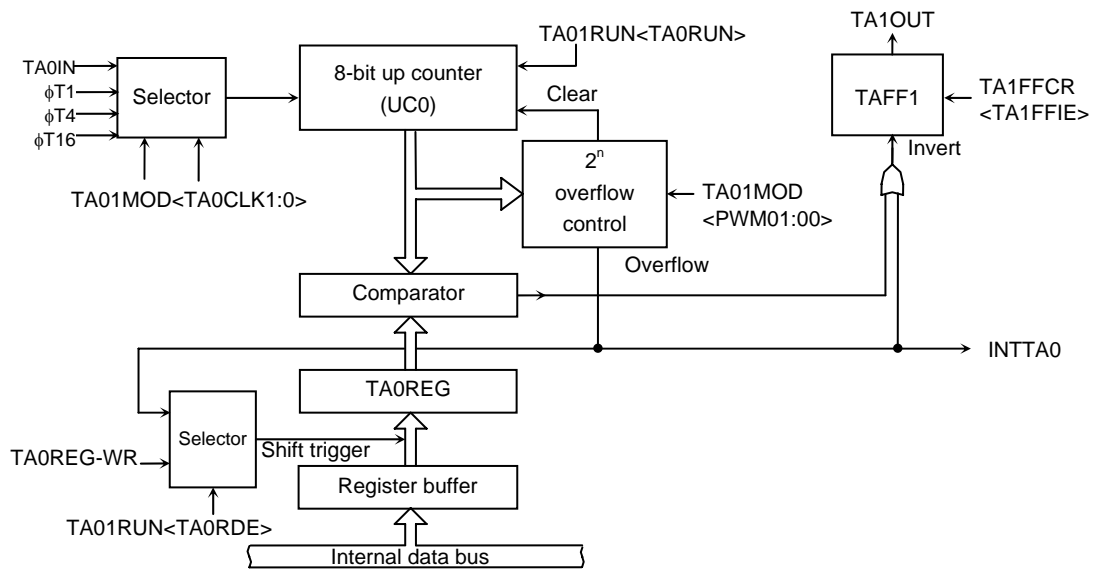 TA1OUT
TA01RUN<TA0RUN>
TA0IN
ϕT1
ϕT4
ϕT16
Selector
8-bit up counter
(UC0)
TAFF1
TA1FFCR
<TA1FFIE>
Clear
Invert
TA01MOD<TA0CLK1:0>
2ⁿ
overflow
control
TA01MOD
<PWM01:00>
Overflow
Comparator
INTTA0
TA0REG
Selector
Shift trigger
TA0REG-WR
Register buffer
TA01RUN<TA0RDE>
Internal data bus